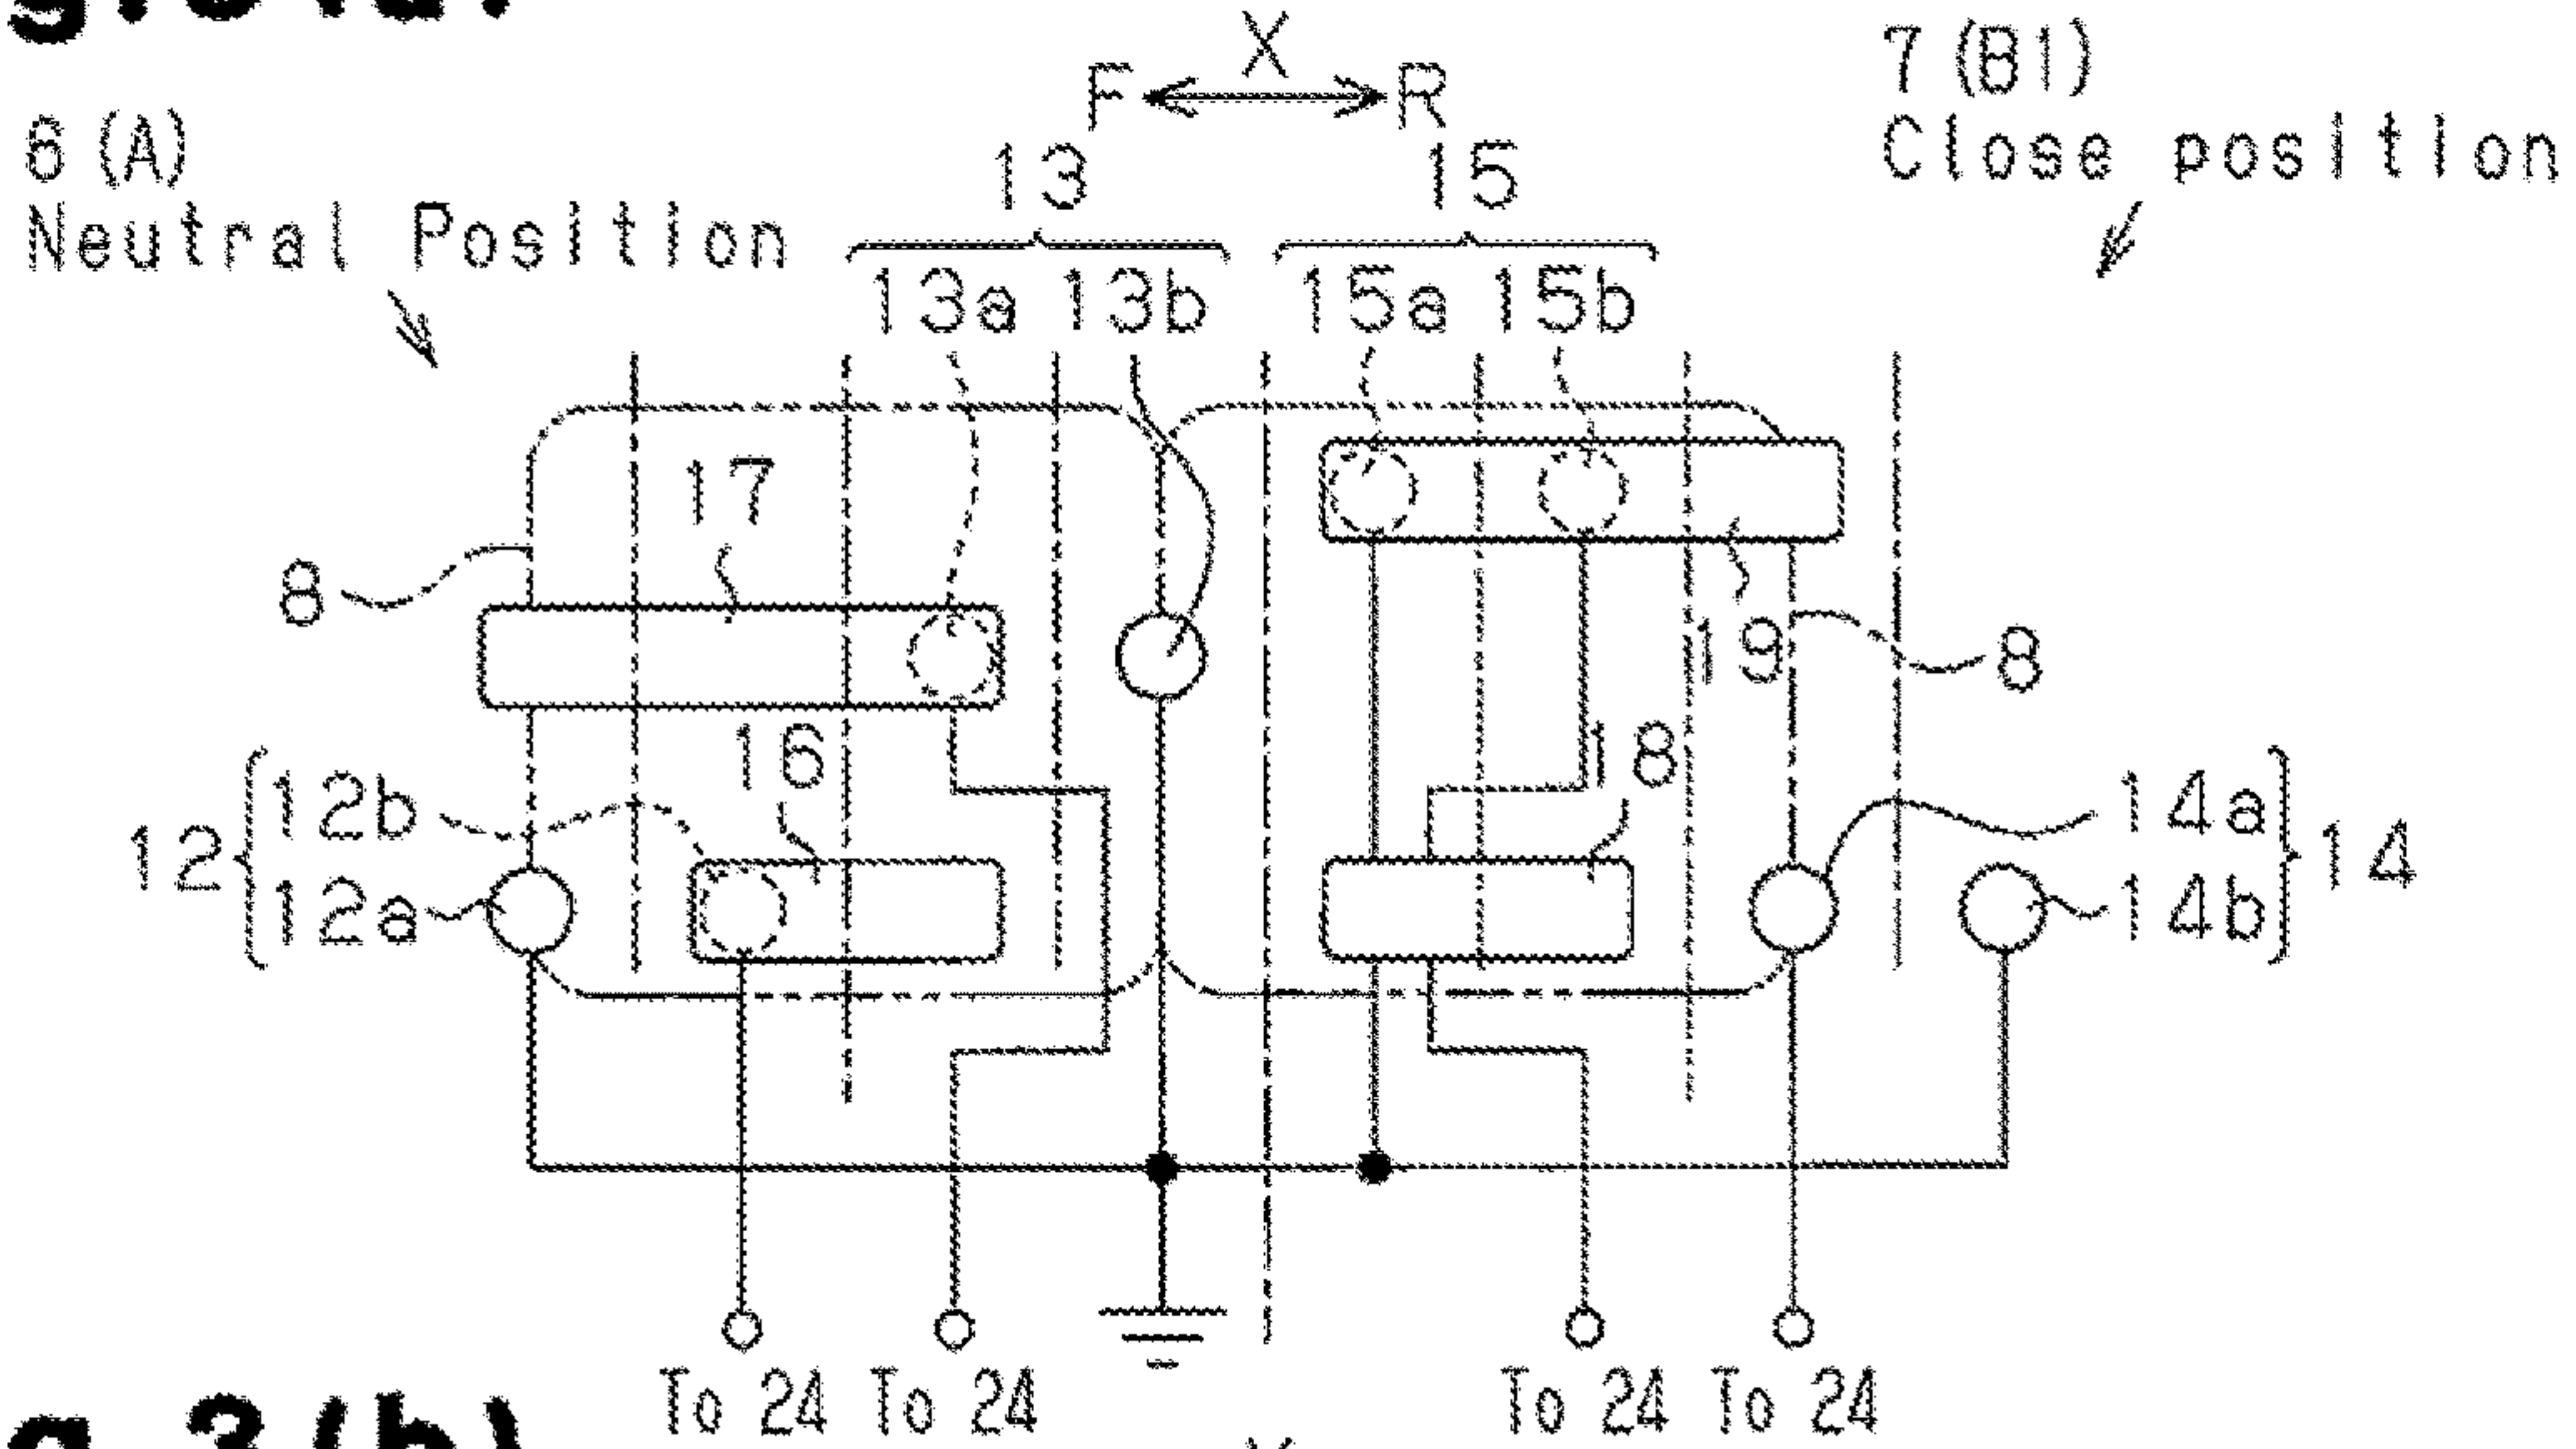 X
F R
7 (B1)
Close position
6 (A)
Neutral Position
13 15
13a 13b 15a 15b
17
8
19
8
16
18
12 12b 14a 14
12a 14b
To 24 To 24 To 24 To 24
g. 3 (b)